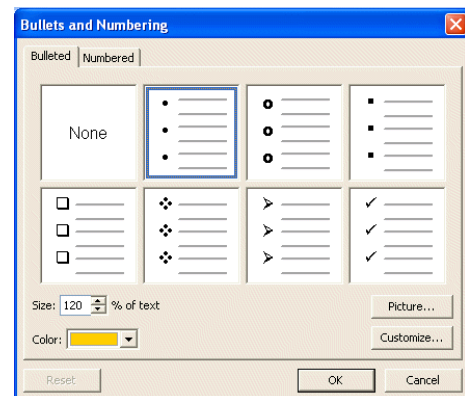 Bullets and Numbering
Bulleted Numbered
None
Size: 120 % of text
Picture...
Color:
Customize...
Reset OK Cancel